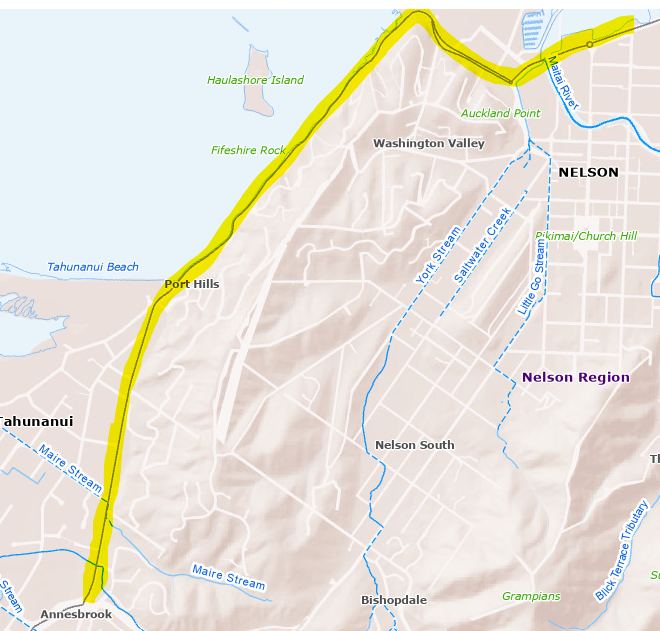 Haulashore Island
Maitai River
Auckland Point
Fifeshire Rock
Washington Valley
NELSON
Pikimai/Church Hill
York Stream
Saltwater Creek
Little Go Stream
Tahunanui Beach
Port Hills
Nelson Region
Tahunanui
Nelson South
Maire Stream
Maire Stream
Th
Black Terrace Tributary
Stream
Annesbrook
Bishopdale
Grampians